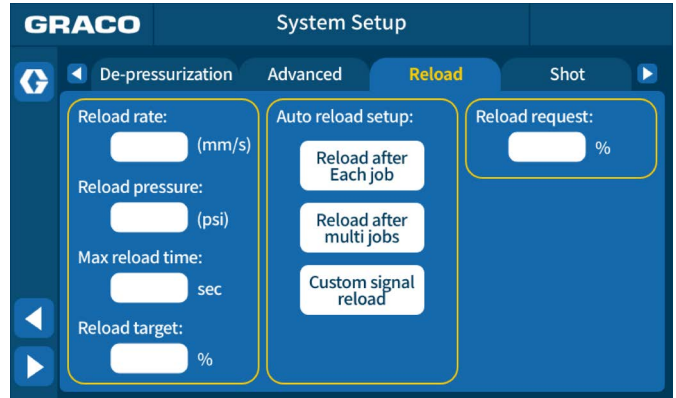 GRACO
System Setup
De-pressurization
Advanced
Reload
Shot
Reload rate:
(mm/s)
Reload pressure:
(psi)
Max reload time:
sec
Reload target:
%
Auto reload setup:
Reload after
Each job
Reload after
multi jobs
Custom signal
reload
Reload request:
%